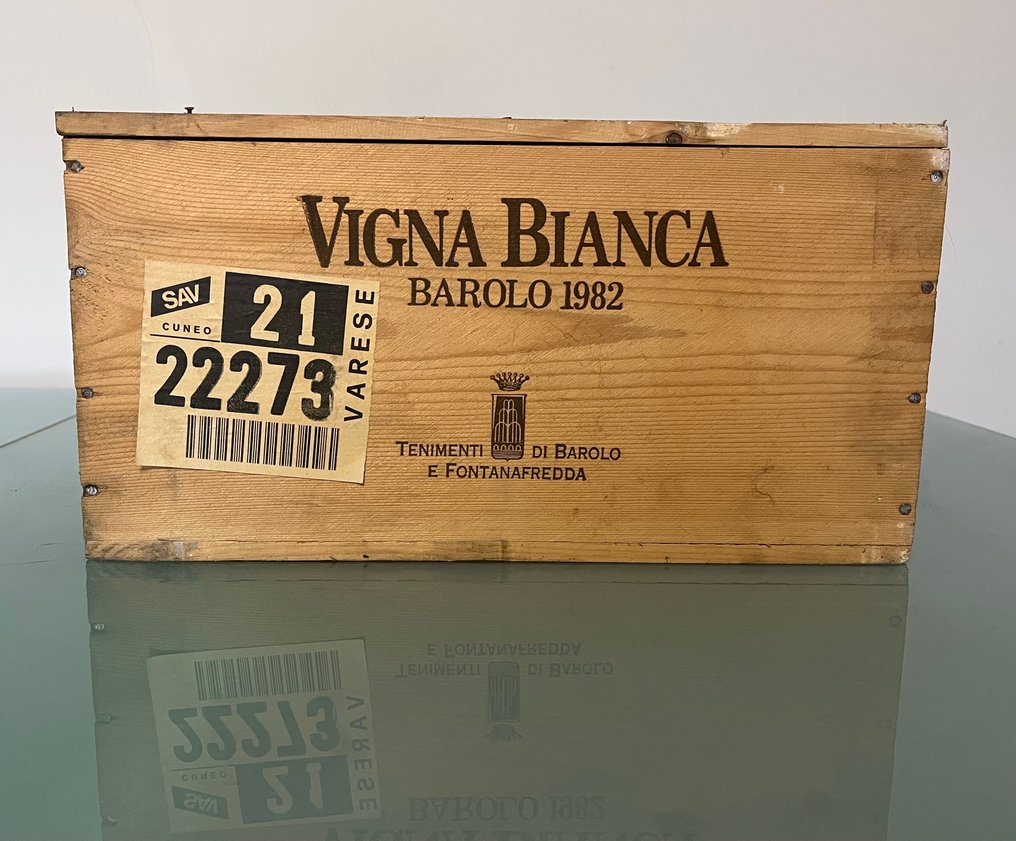 VIGNA BIANCA
BAROLO 1982
SAV
CUNEO
21
22273
VARESE
TENIMENTI DI BAROLO
E FONTANAFREDDA